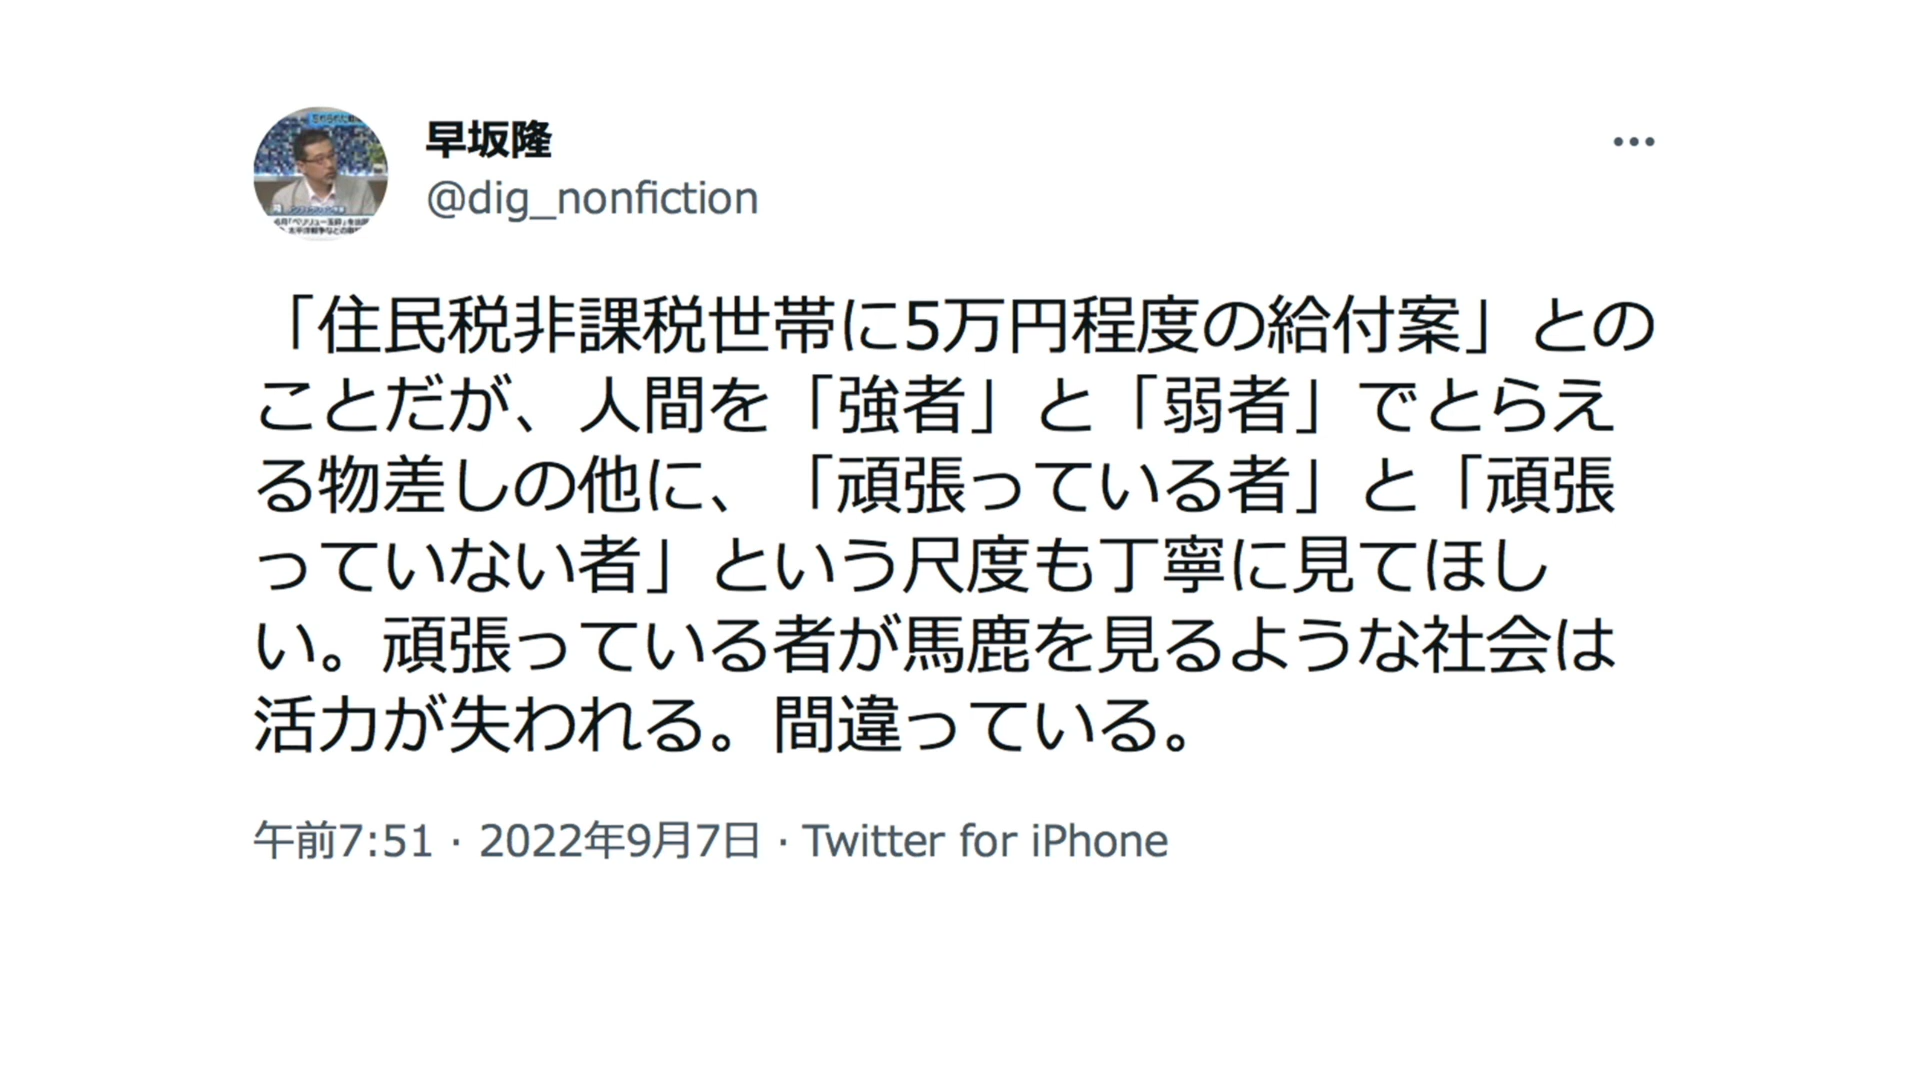 早坂隆
@dig_nonfiction
「住民税非課税世帯に5万円程度の給付案」との
ことだが、人間を「強者」と「弱者」でとらえ
る物差しの他に、「頑張っている者」と「頑張
っていない者」という尺度も丁寧に見てほし
い。頑張っている者が馬鹿を見るような社会は
活力が失われる。間違っている。
午前7:51 · 2022年9月7日 · Twitter for iPhone